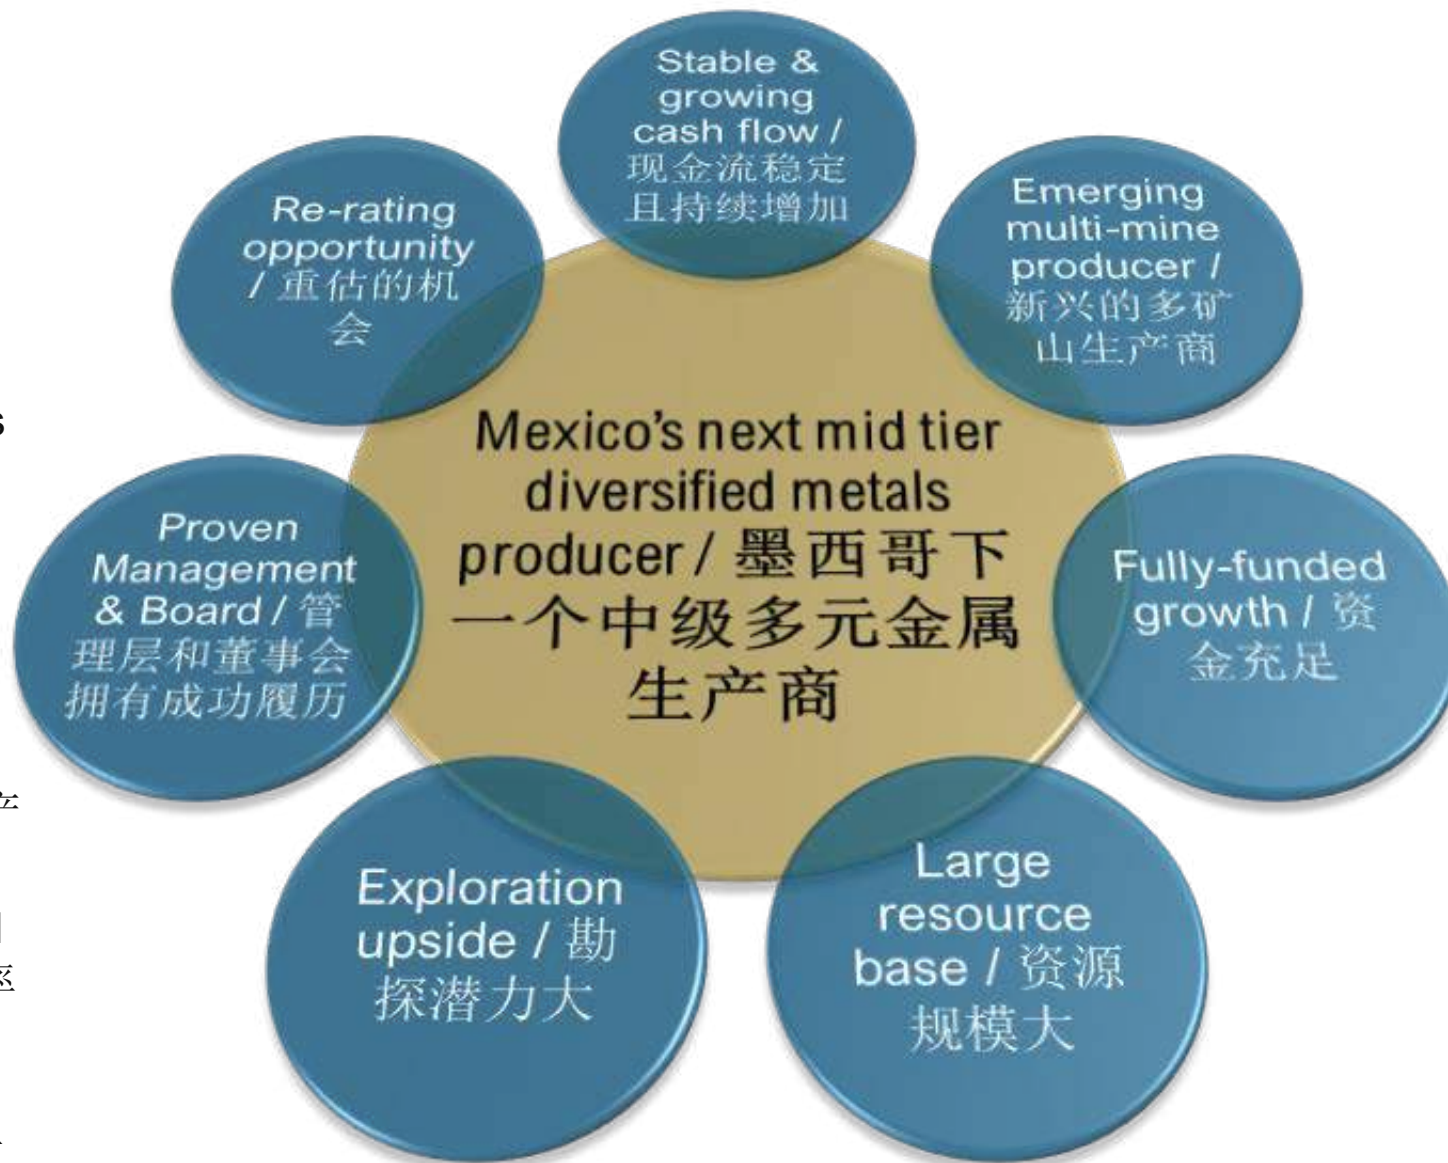 Stable &
growing
cash flow /
现金流稳定
且持续增加
Emerging
multi-mine
producer /
新兴的多矿
山生产商
Fully-funded
growth / 资
金充足
Large
resource
base / 资源
规模大
Exploration
upside / 勘
探潜力大
Proven
Management
& Board / 管
理层和董事会
拥有成功履历
Re-rating
opportunity
/ 重估的机
会
Mexico's next mid tier
diversified metals
producer / 墨西哥下
一个中级多元金属
生产商
s